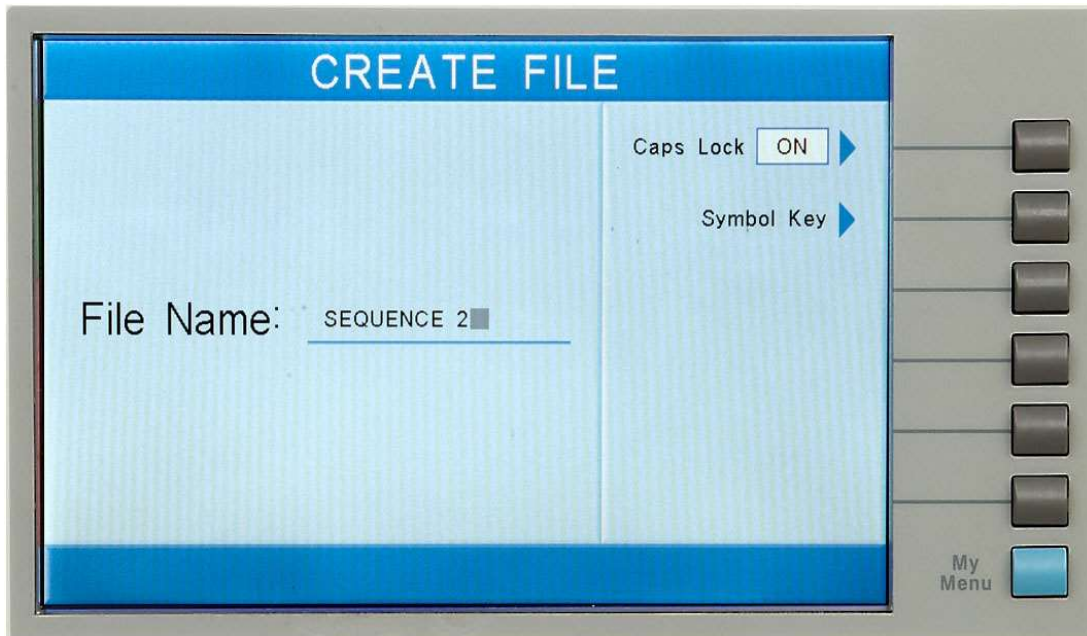 CREATE FILE
Caps Lock ON
Symbol Key
File Name: SEQUENCE 2
My
Menu